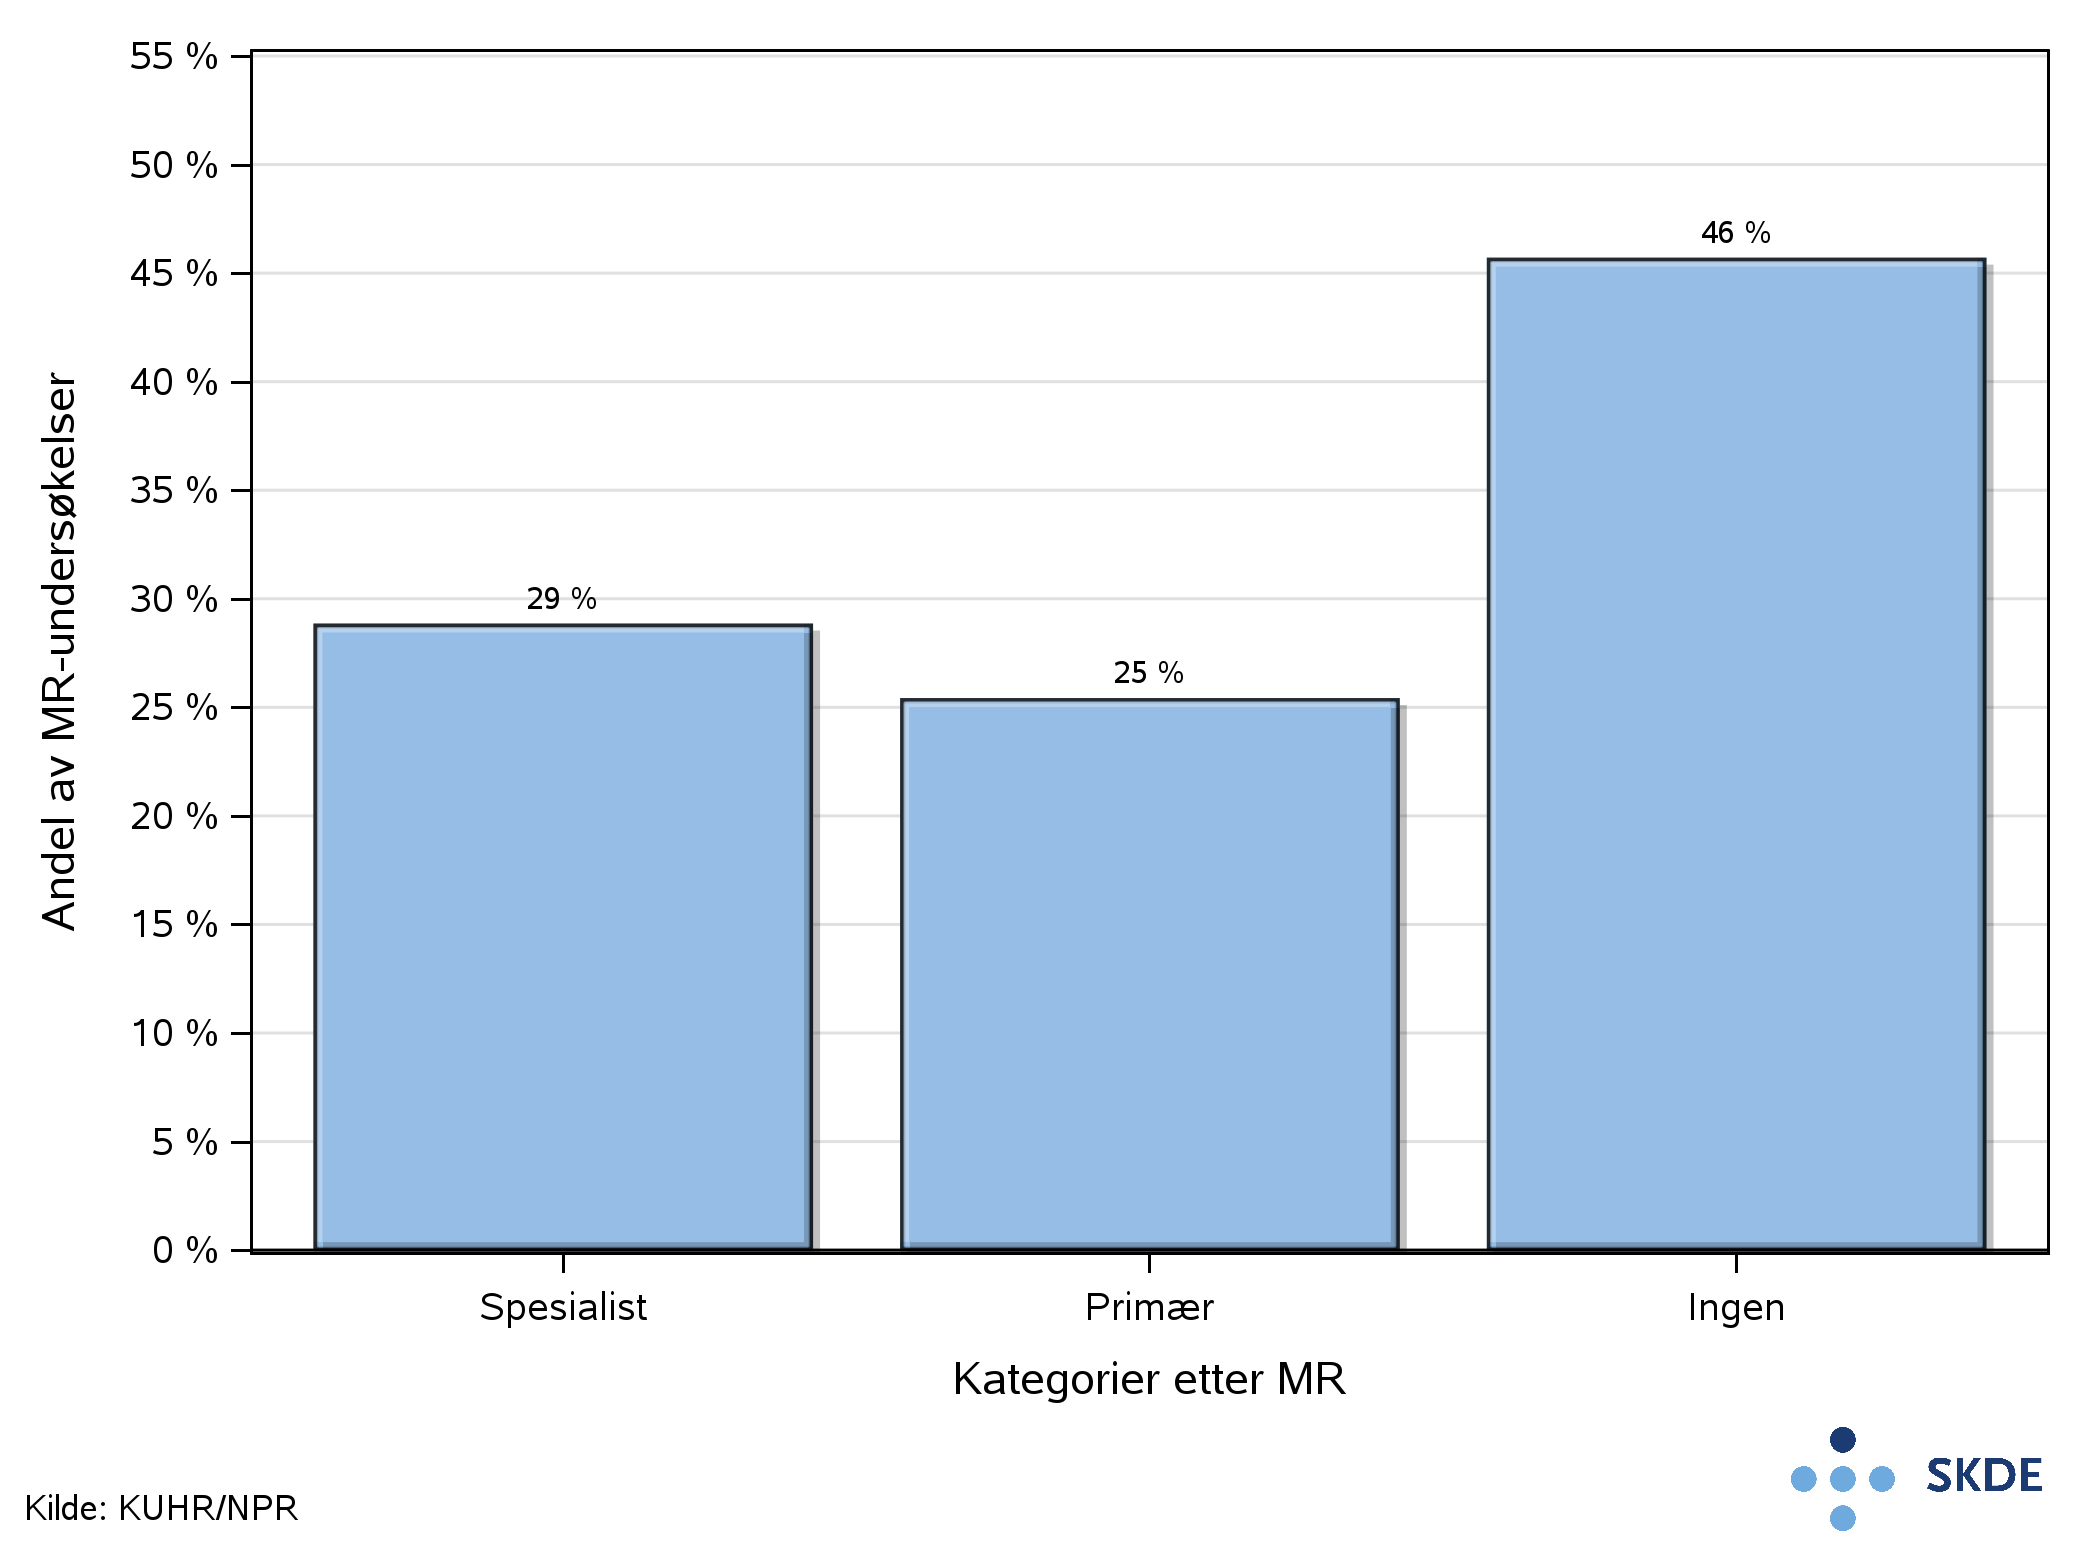 Andel av MR-undersøkelser
55 %
50 %
45 %
40 %
35 %
30 %
25 %
20 %
15 %
10 %
5 %
0 %
29 %
25 %
46 %
Spesialist
Primær
Ingen
Kategorier etter MR
Kilde: KUHR/NPR
SKDE